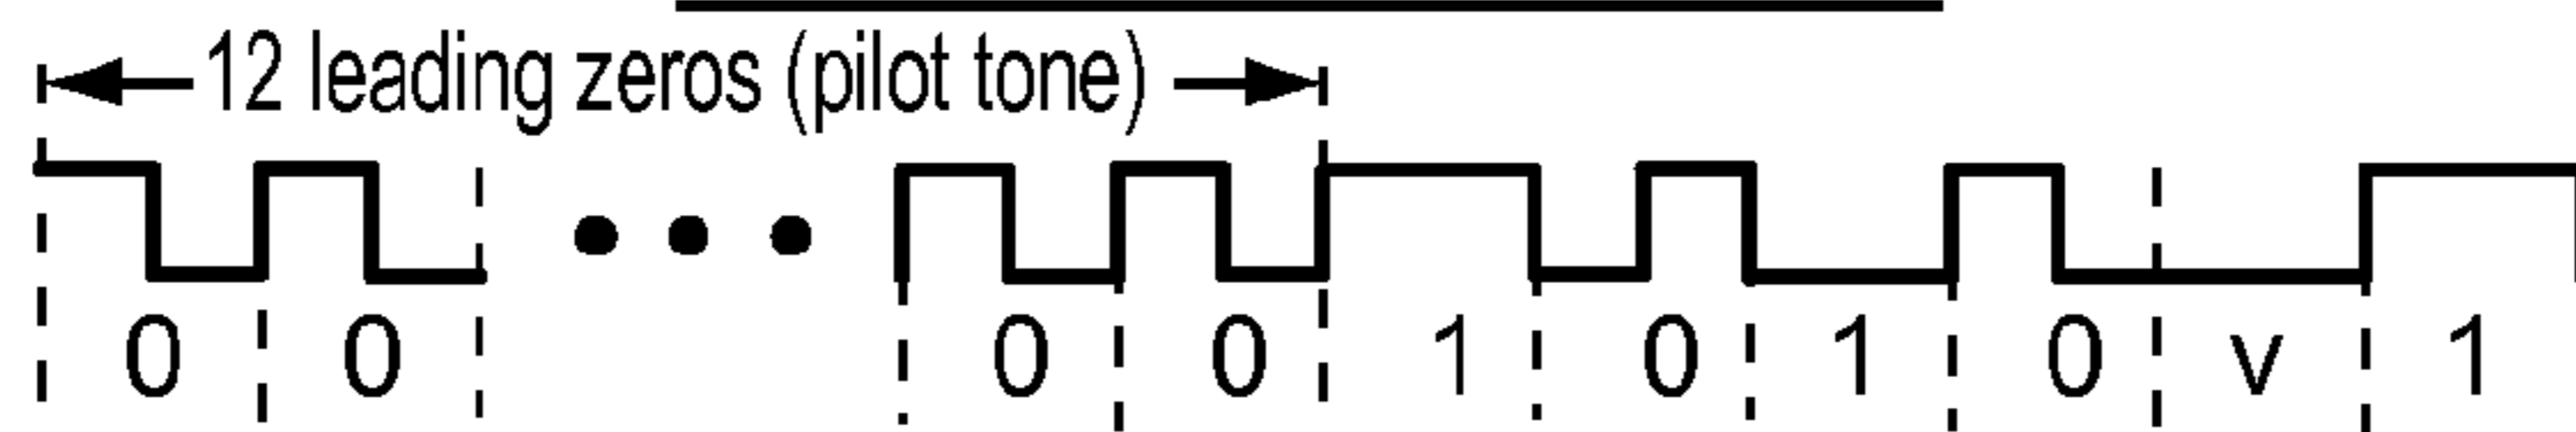 12 leading zeros (pilot tone)
0 0 0 0 1 0 1 0 v 1